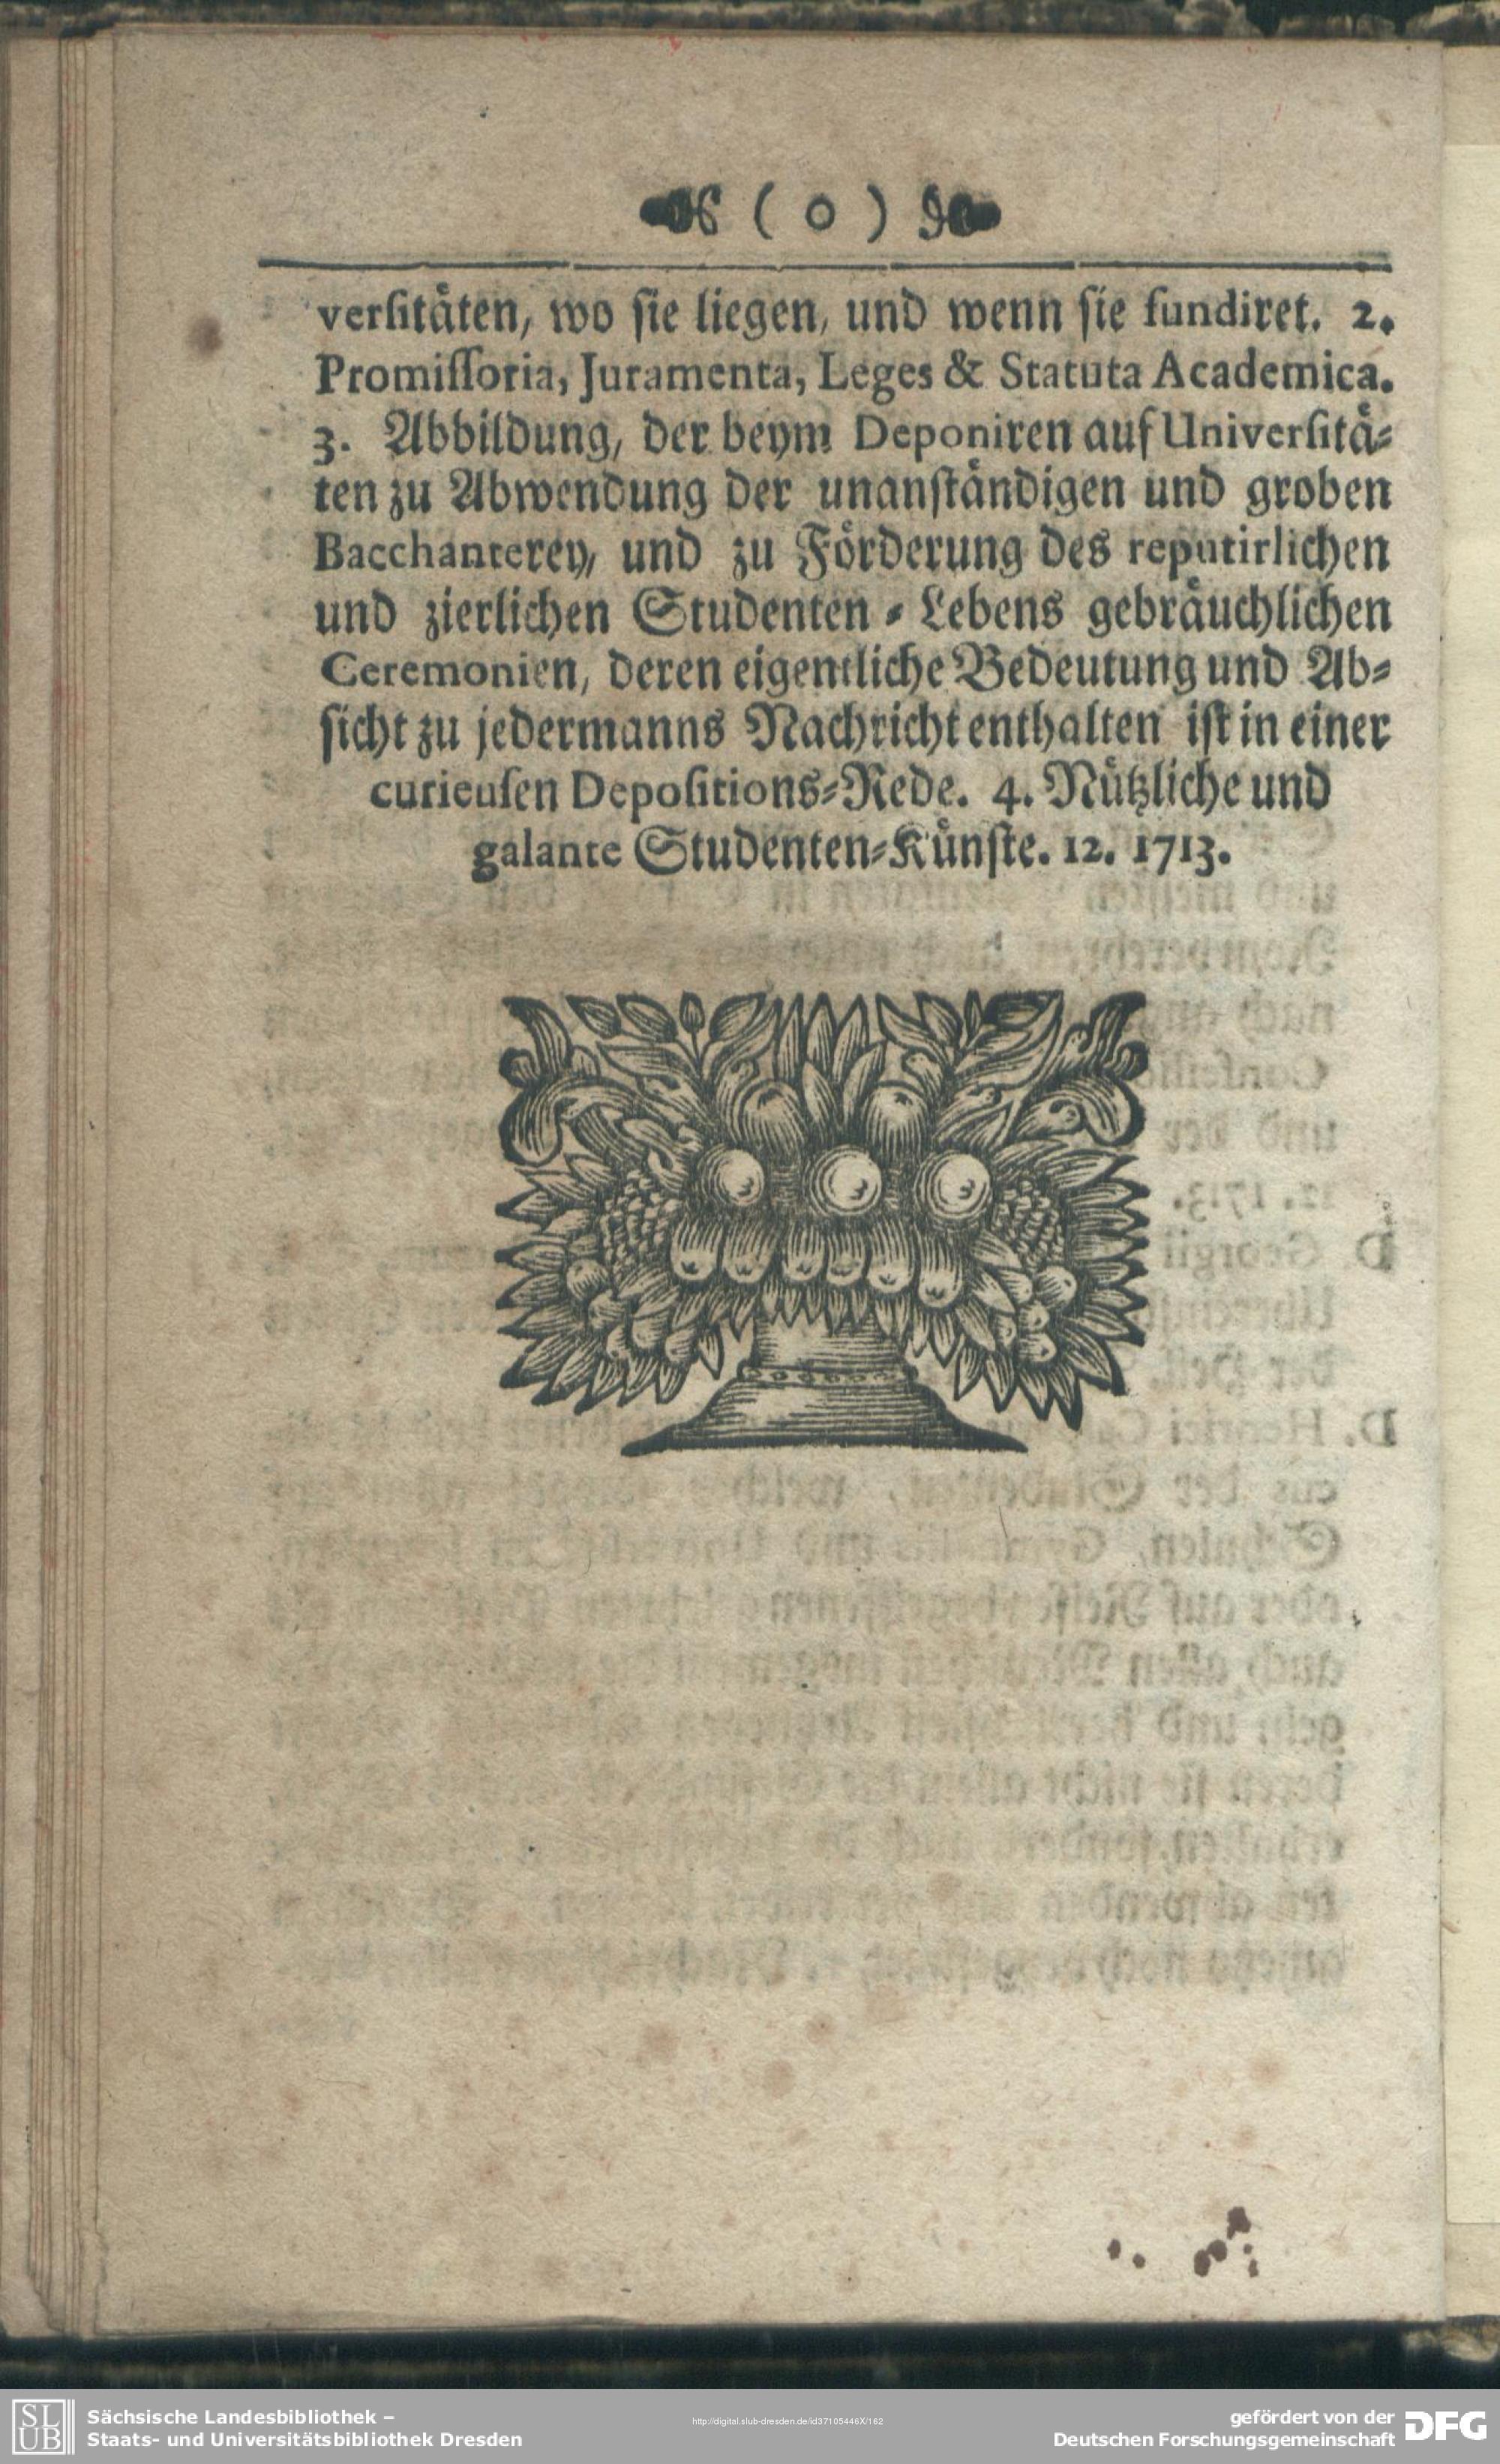 ( o )
verſitäten, wo ſie liegen, und wenn ſie fundiret. 2.
Promiſſoria, Juramenta, Leges & Statuta Academica.
3. Abbildung, der beym Deponiren auf Univerſitä-
ten zu Abwendung der unanſtändigen und groben
Bacchanterey, und zu Förderung des reputirlichen
und zierlichen Studenten-Lebens gebräuchlichen
Ceremonien, deren eigentliche Bedeutung und Ab-
ſicht zu jedermanns Nachricht enthalten iſt in einer
curieuſen Depoſitions-Rede. 4. Nützliche und
galante Studenten-Künſte. 12. 1713.
SLUB
Sächsische Landesbibliothek –
Staats- und Universitätsbibliothek Dresden
http://digital.slub-dresden.de/id37105446X/162
gefördert von der
Deutschen Forschungsgemeinschaft
DFG